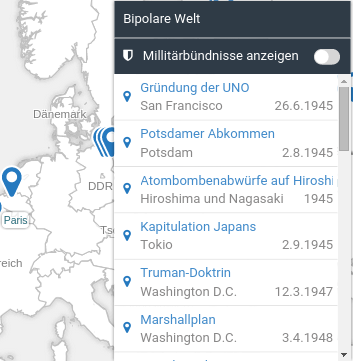 Bipolare Welt
Millitärbündnisse anzeigen
Gründung der UNO
San Francisco 26.6.1945
Potsdamer Abkommen
Potsdam 2.8.1945
Atombombenabwürfe auf Hiroshi
Hiroshima und Nagasaki 1945
Kapitulation Japans
Tokio 2.9.1945
Truman-Doktrin
Washington D.C. 12.3.1947
Marshallplan
Washington D.C. 3.4.1948
Dänemark
DDR
Paris
Tsc
reich